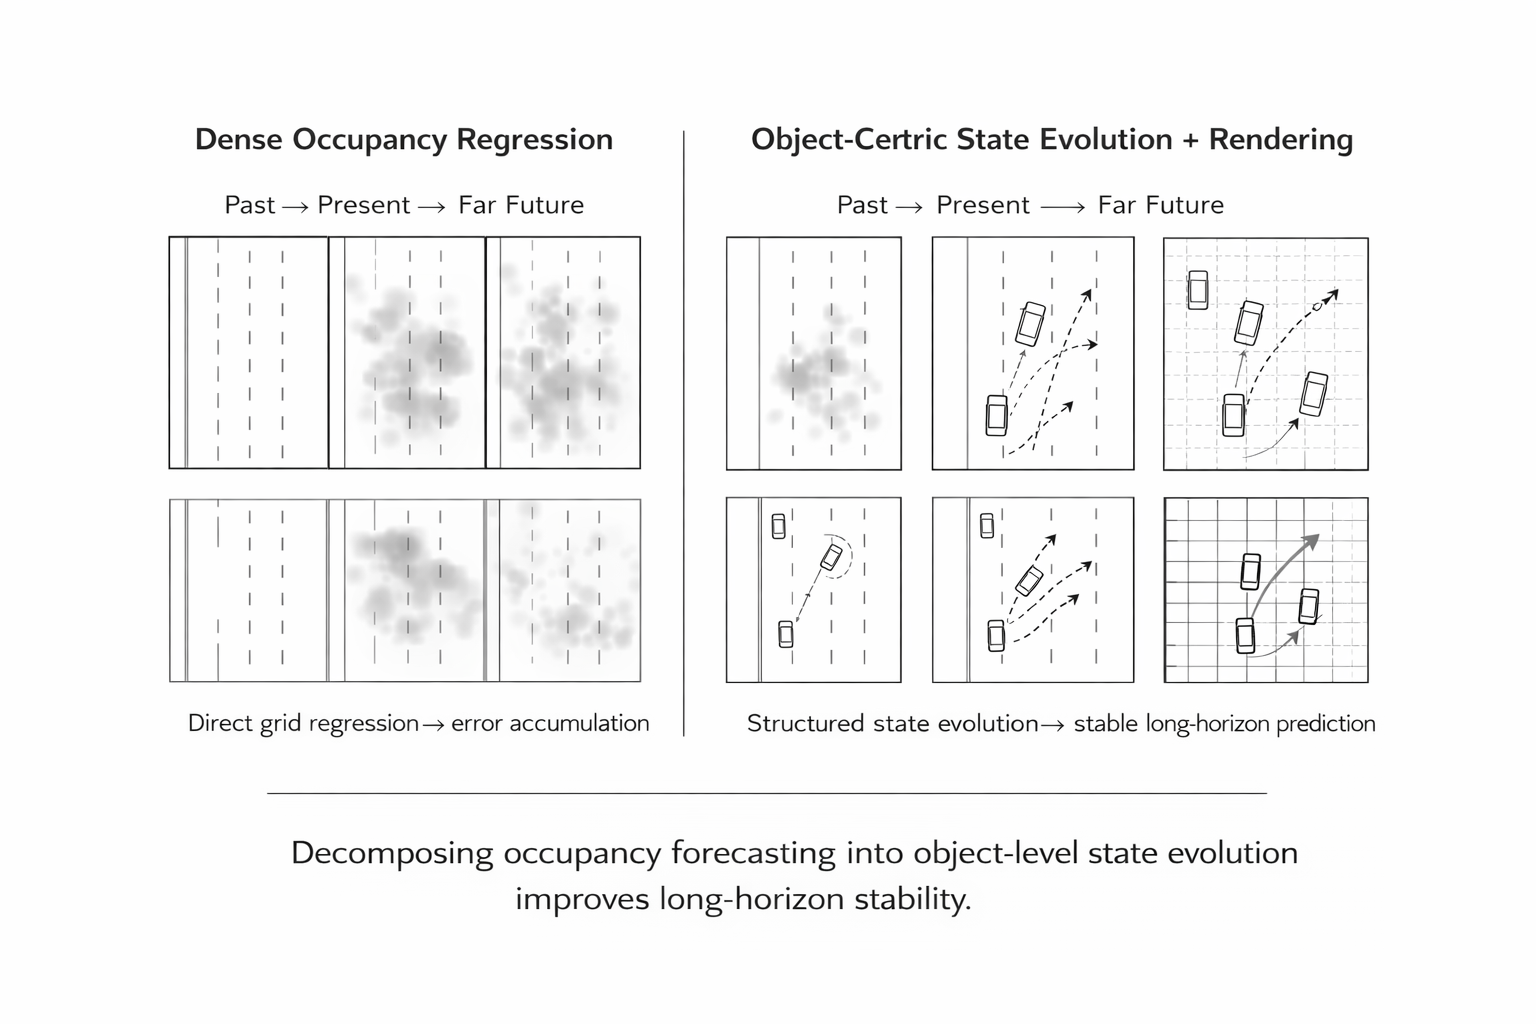 Dense Occupancy Regression
Past → Present → Far Future
Direct grid regression → error accumulation
Object-Certric State Evolution + Rendering
Past → Present → Far Future
Structured state evolution → stable long-horizon prediction
Decomposing occupancy forecasting into object-level state evolution
improves long-horizon stability.